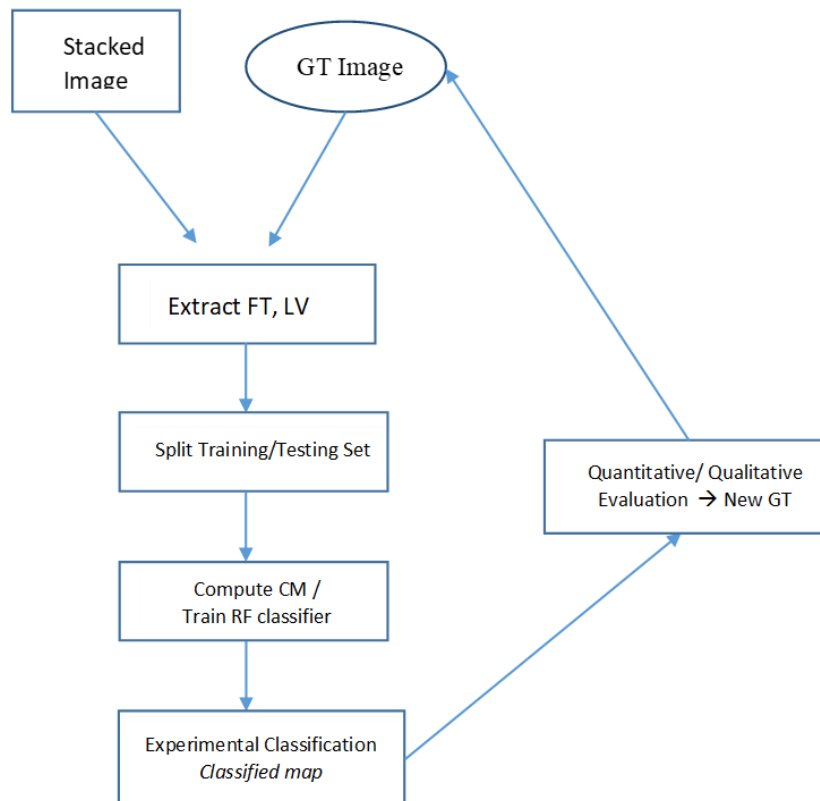 Stacked
Image
GT Image
Extract FT, LV
Split Training/Testing Set
Quantitative/ Qualitative
Evaluation → New GT
Compute CM /
Train RF classifier
Experimental Classification
Classified map